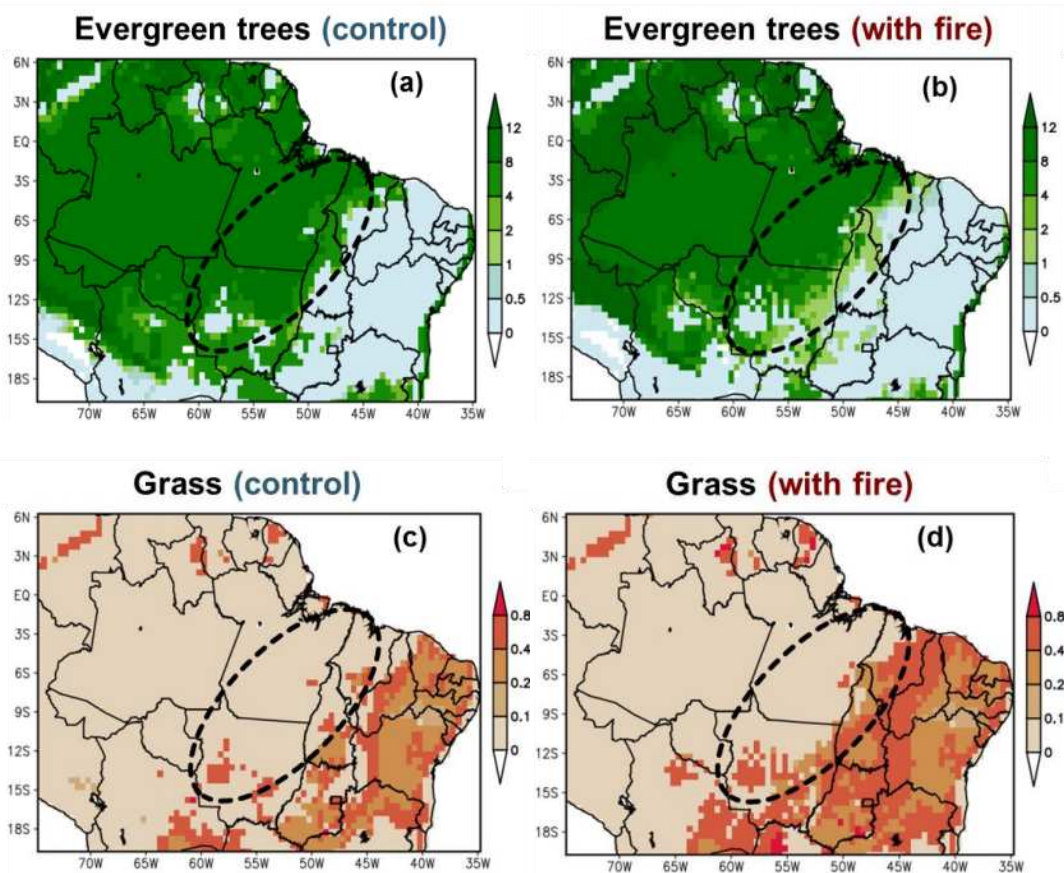 Evergreen trees (control)
Evergreen trees (with fire)
(a)
6N
3N
EQ
3S
6S
9S
12S
15S
18S
70W 65W 60W 55W 50W 45W 40W 35W
12
8
4
2
1
0.5
0
(b)
6N
3N
EQ
3S
6S
9S
12S
15S
18S
70W 65W 60W 55W 50W 45W 40W 35W
12
8
4
2
1
0.5
0
Grass (control)
Grass (with fire)
(c)
6N
3N
EQ
3S
6S
9S
12S
15S
18S
70W 65W 60W 55W 50W 45W 40W 35W
0.8
0.4
0.2
0.1
0
(d)
6N
3N
EQ
3S
6S
9S
12S
15S
18S
70W 65W 60W 55W 50W 45W 40W 35W
0.8
0.4
0.2
0.1
0